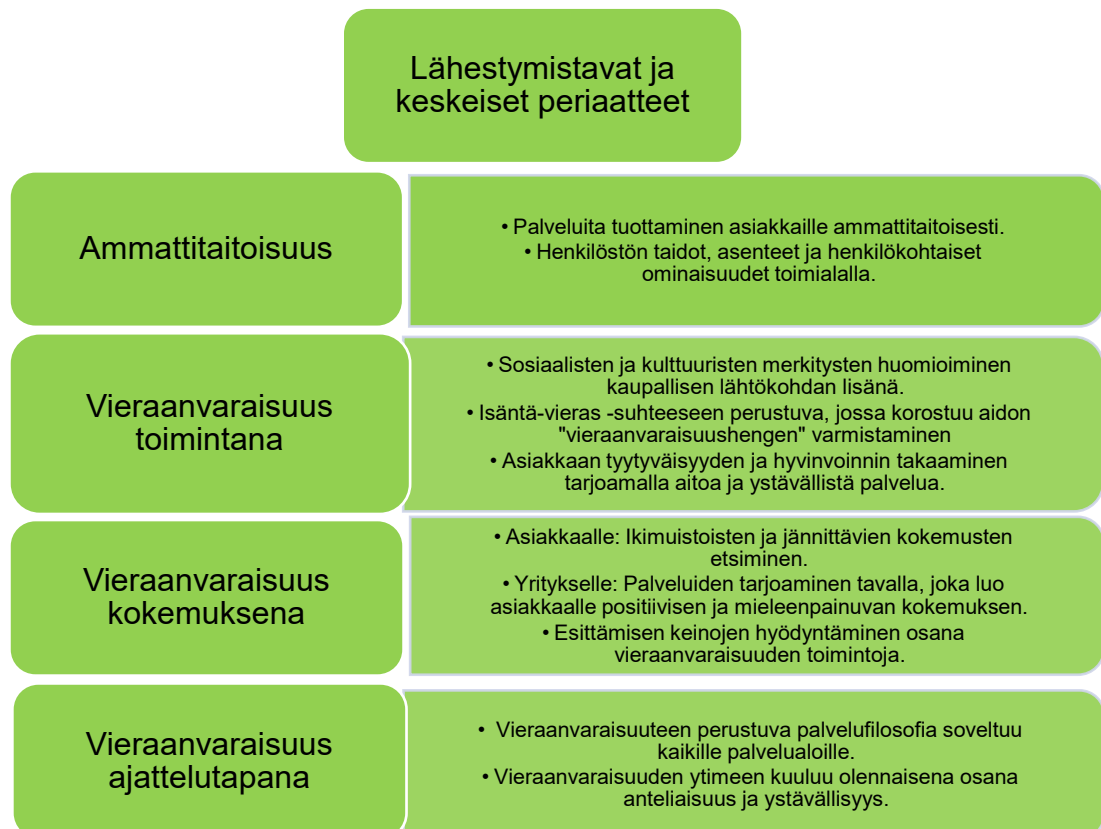 Lähestymistavat ja
keskeiset periaatteet
Ammattitaitoisuus
• Palveluita tuottaminen asiakkaille ammattitaitoisesti.
• Henkilöstön taidot, asenteet ja henkilökohtaiset
ominaisuudet toimialalla.
Vieraanvaraisuus
toimintana
• Sosiaalisten ja kulttuuristen merkitysten huomioiminen
kaupallisen lähtökohdan lisänä.
• Isäntä-vieras -suhteeseen perustuva, jossa korostuu aidon
"vieraanvaraisuushengen" varmistaminen
• Asiakkaan tyytyväisyyden ja hyvinvoinnin takaaminen
tarjoamalla aitoa ja ystävällistä palvelua.
Vieraanvaraisuus
kokemuksena
• Asiakkaalle: Ikimuistoisten ja jännittävien kokemusten
etsiminen.
• Yritykselle: Palveluiden tarjoaminen tavalla, joka luo
asiakkaalle positiivisen ja mieleenpainuvan kokemuksen.
• Esittämisen keinojen hyödyntäminen osana
vieraanvaraisuuden toimintoja.
Vieraanvaraisuus
ajattelutapana
• Vieraanvaraisuuteen perustuva palvelufilosofia soveltuu
kaikille palvelualoille.
• Vieraanvaraisuuden ytimeen kuuluu olennaisena osana
anteliaisuus ja ystävällisyys.